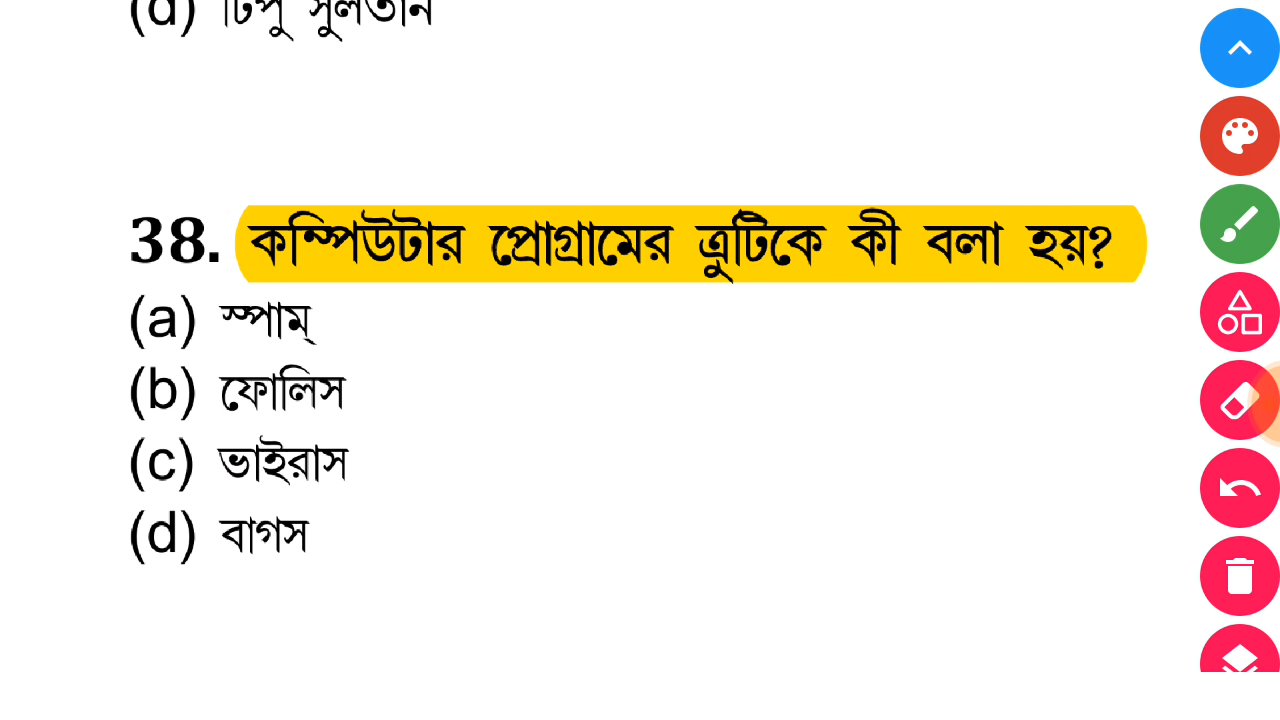 (d) টিপু সুলতান
38. কম্পিউটার প্রোগ্রামের ত্রুটিকে কী বলা হয়?
(a) স্পাম্
(b) ফোলিস
(c) ভাইরাস
(d) বাগস